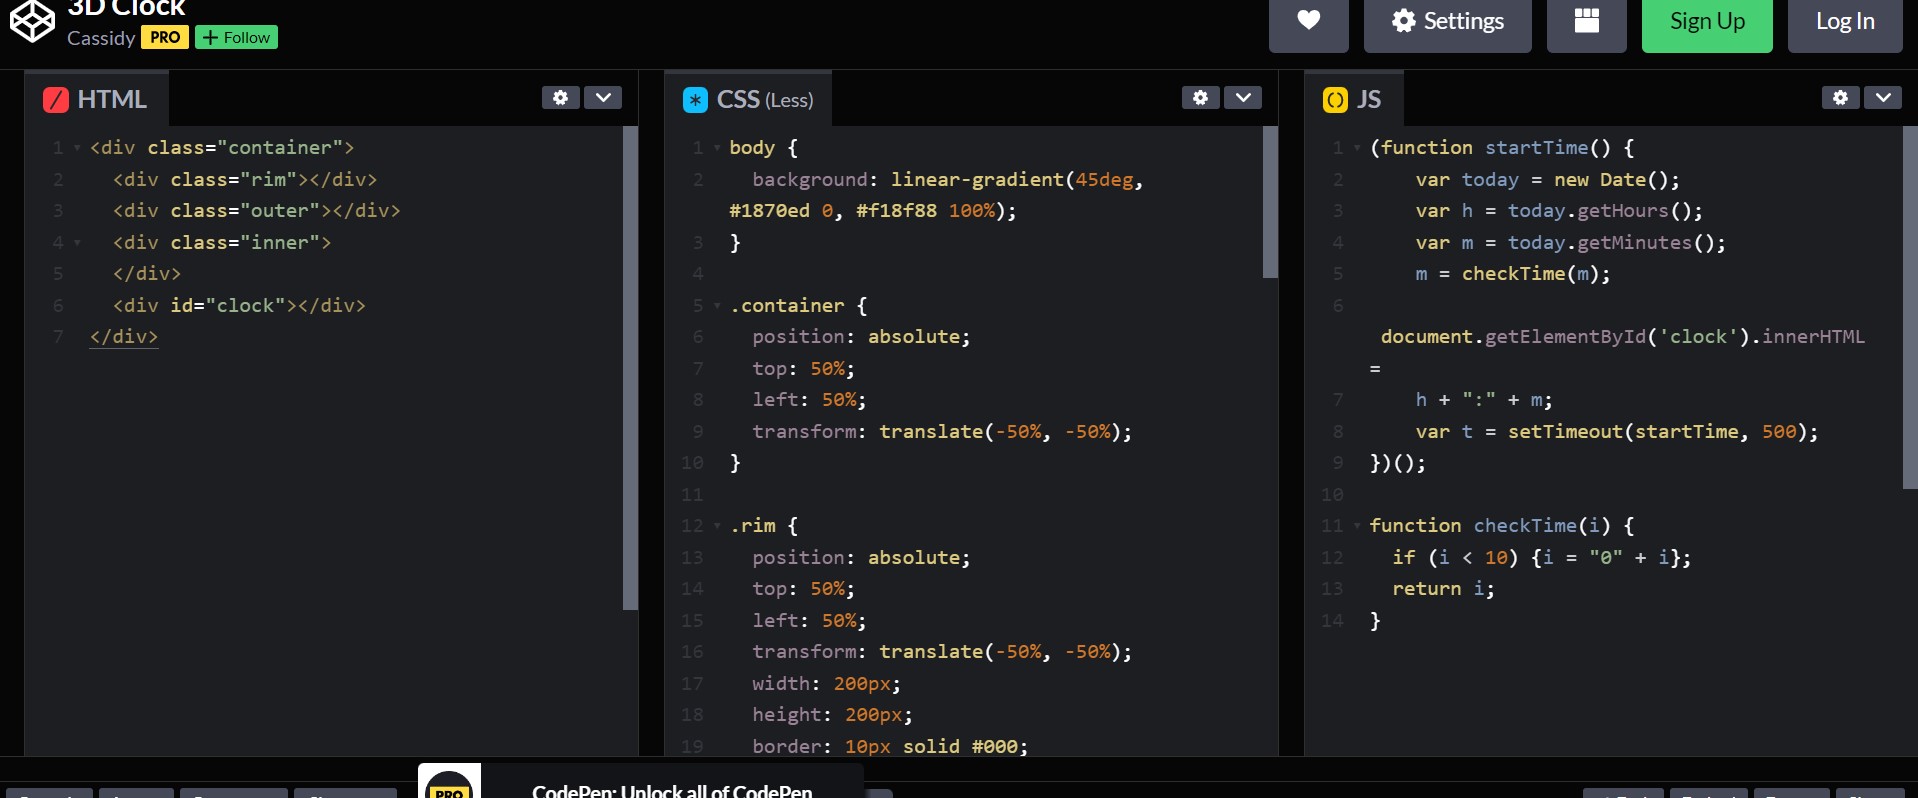 3D Clock
Cassidy PRO + Follow
Settings
Sign Up
Log In
HTML
1 <div class="container">
2 <div class="rim"></div>
3 <div class="outer"></div>
4 <div class="inner">
5 </div>
6 <div id="clock"></div>
7 </div>
CSS (Less)
1 body {
2 background: linear-gradient(45deg,
#1870ed 0, #f18f88 100%);
3 }
4
5 .container {
6 position: absolute;
7 top: 50%;
8 left: 50%;
9 transform: translate(-50%, -50%);
10 }
11
12 .rim {
13 position: absolute;
14 top: 50%;
15 left: 50%;
16 transform: translate(-50%, -50%);
17 width: 200px;
18 height: 200px;
19 border: 10px solid #000;
JS
1 (function startTime() {
2 var today = new Date();
3 var h = today.getHours();
4 var m = today.getMinutes();
5 m = checkTime(m);
6
document.getElementById('clock').innerHTML
=
7 h + ":" + m;
8 var t = setTimeout(startTime, 500);
9 })();
10
11 function checkTime(i) {
12 if (i < 10) {i = "0" + i};
13 return i;
14 }
PRO
CodePen: Unlock all of CodePen